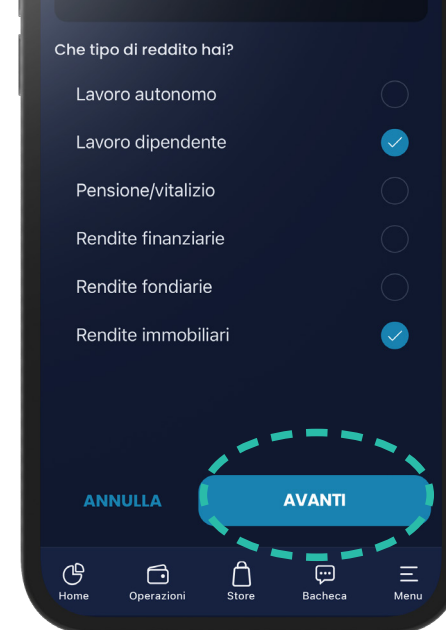 Che tipo di reddito hai?
Lavoro autonomo
Lavoro dipendente
Pensione/vitalizio
Rendite finanziarie
Rendite fondiarie
Rendite immobiliari
ANNULLA AVANTI
Home Operazioni Store Bacheca Menu